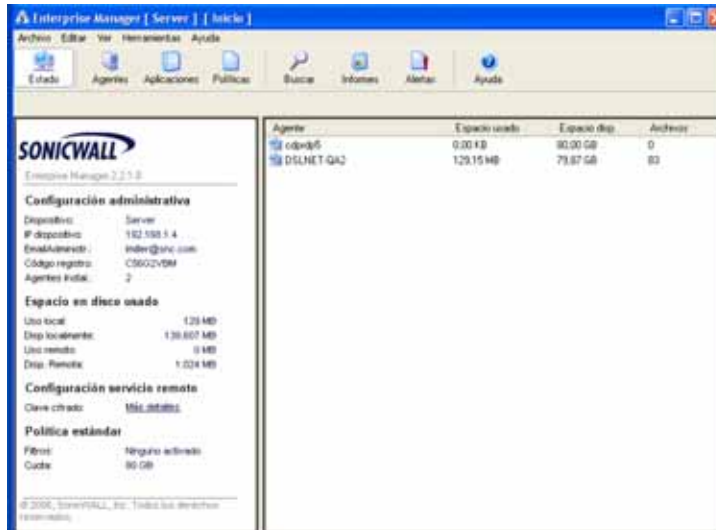 Enterprise Manager [ Server ] [ Inicio ]
Archivo Editar Ver Herramientas Ayuda
Estado Agentes Aplicaciones Políticas Buscar Informes Alertas Ayuda
Agente Espacio usado Espacio disp. Archivos
cdpvdp5 0.00 KB 80.00 GB 0
DSLNET-QA2 129.15 MB 79.87 GB 83
SONICWALL
Enterprise Manager 2.2.1.8
Configuración administrativa
Dispositivo: Server
IP dispositivo: 192.168.1.4
EmailAdministr.:
Código registro:
Agentes instal.: 2
Espacio en disco usado
Uso local: 129 MB
Disp localmente: MB
Uso remoto: 0 MB
Disp. Remota: 1.024 MB
Configuración servicio remoto
Clave cifrado: Más detalles
Política estándar
Filtros: Ninguno activado
Cuota: 80 GB
© 2006, SonicWALL, Inc. Todos los derechos
reservados.